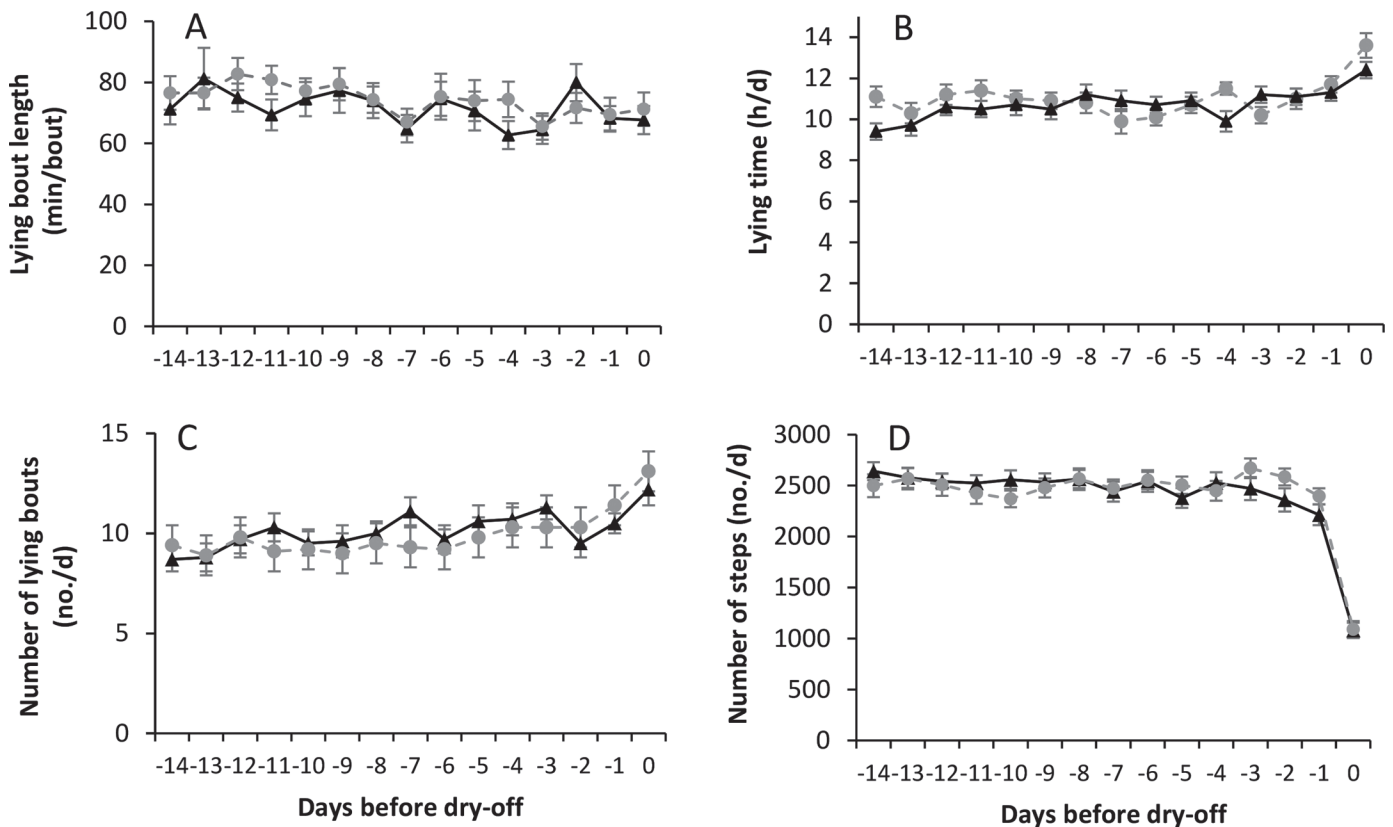 A
Lying bout length
(min/bout)
100
80
60
40
20
0
-14 -13 -12 -11 -10 -9 -8 -7 -6 -5 -4 -3 -2 -1 0
B
Lying time (h/d)
14
12
10
8
6
4
2
0
-14 -13 -12 -11 -10 -9 -8 -7 -6 -5 -4 -3 -2 -1 0
C
Number of lying bouts
(no./d)
15
10
5
0
-14 -13 -12 -11 -10 -9 -8 -7 -6 -5 -4 -3 -2 -1 0
Days before dry-off
D
Number of steps (no./d)
3000
2500
2000
1500
1000
500
0
-14 -13 -12 -11 -10 -9 -8 -7 -6 -5 -4 -3 -2 -1 0
Days before dry-off